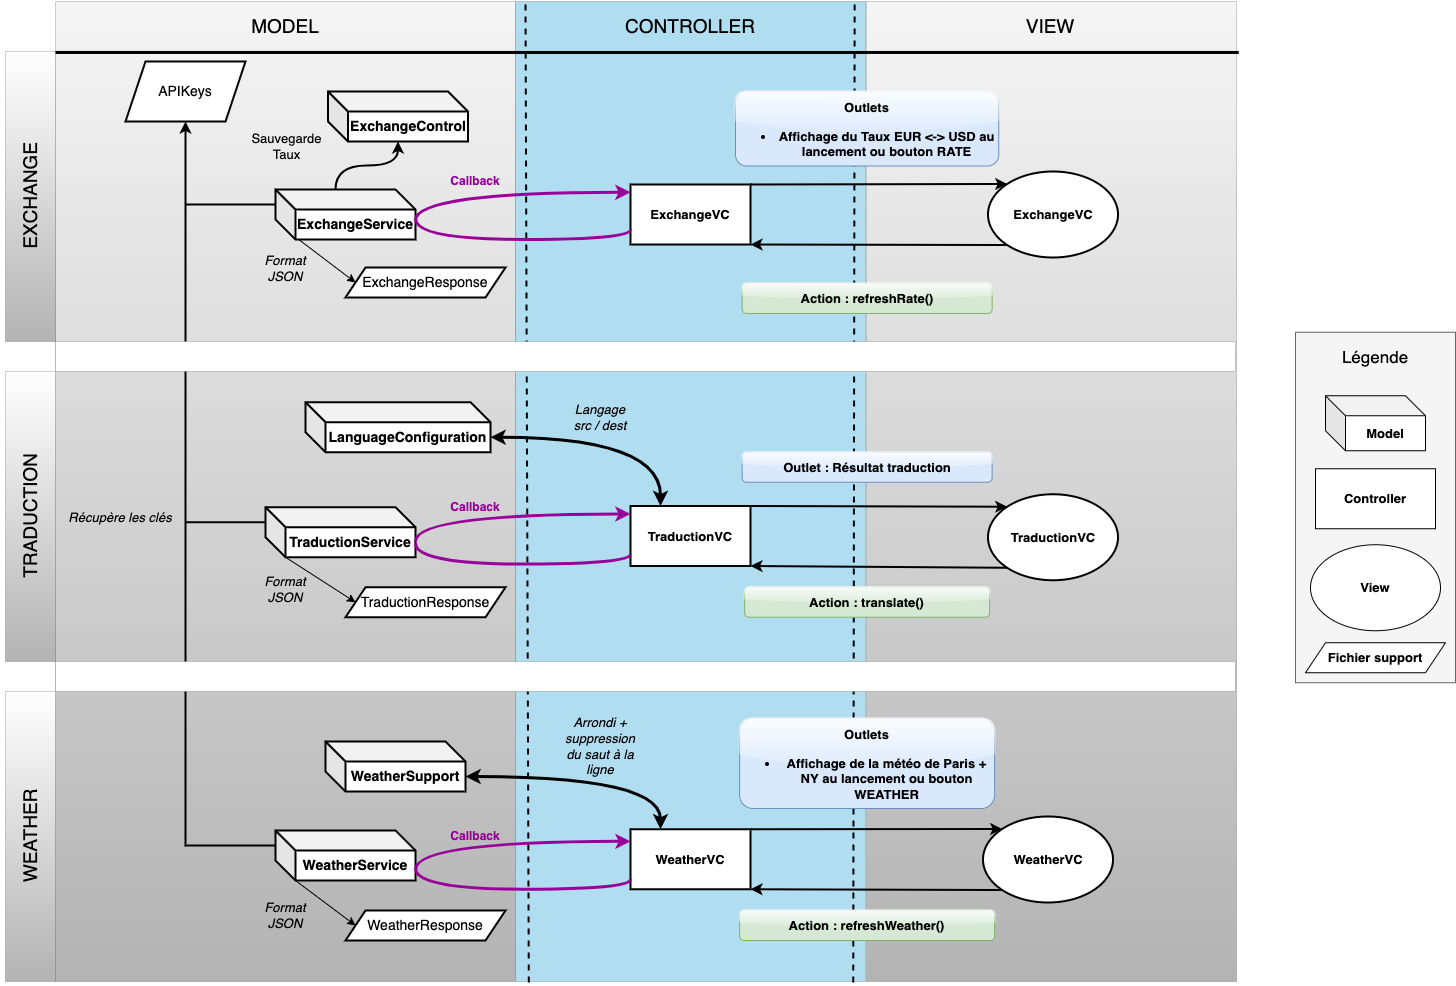 MODEL
CONTROLLER
VIEW
EXCHANGE
APIKeys
ExchangeControl
Sauvegarde
Taux
Callback
ExchangeService
Format
JSON
ExchangeResponse
ExchangeVC
Outlets
• Affichage du Taux EUR <-> USD au
lancement ou bouton RATE
ExchangeVC
Action : refreshRate()
TRADUCTION
Récupère les clés
LanguageConfiguration
Langage
src / dest
Callback
TraductionService
Format
JSON
TraductionResponse
TraductionVC
Outlet : Résultat traduction
TraductionVC
Action : translate()
WEATHER
WeatherSupport
Arrondi +
suppression
du saut à la
ligne
Callback
WeatherService
Format
JSON
WeatherResponse
WeatherVC
Outlets
• Affichage de la météo de Paris +
NY au lancement ou bouton
WEATHER
WeatherVC
Action : refreshWeather()
Légende
Model
Controller
View
Fichier support